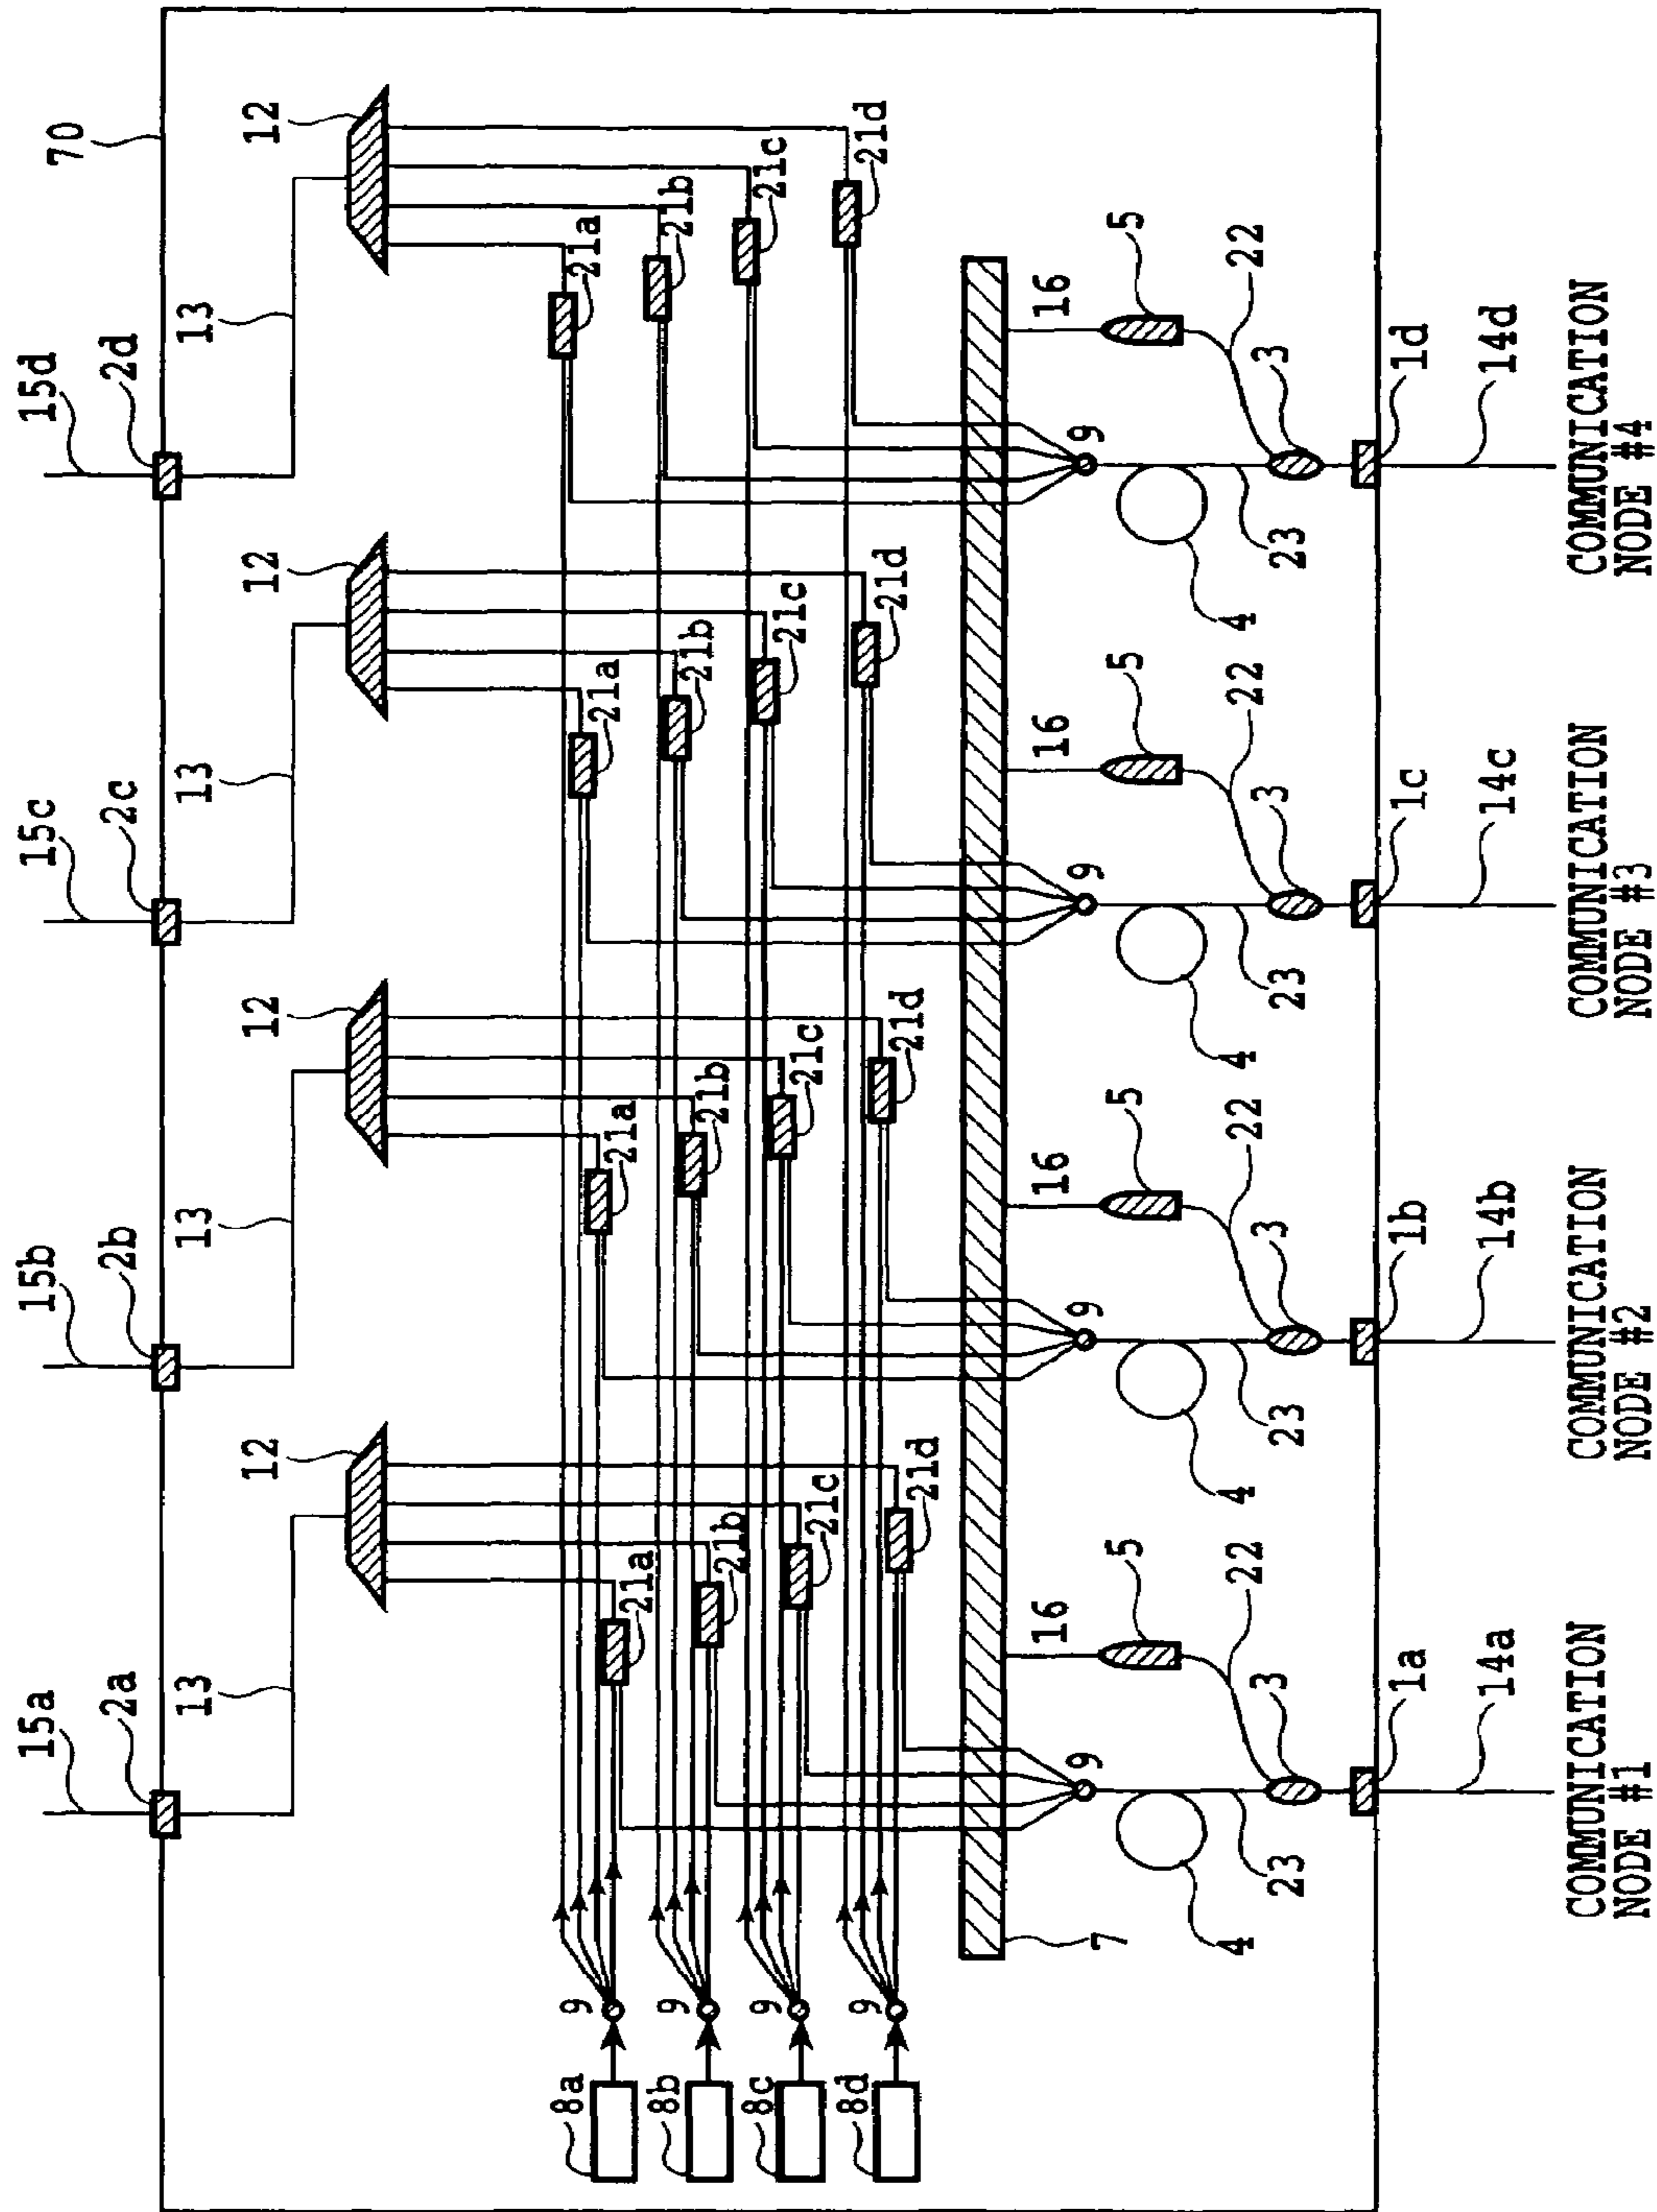 70
15a
15b
15c
15d
2a
2b
2c
2d
13
13
13
13
12
12
12
12
21a
21a
21a
21a
21b
21b
21b
21b
21c
21c
21c
21c
21d
21d
21d
21d
8a
9
8b
9
8c
9
8d
9
7
16
16
16
16
9
9
9
9
5
5
5
5
4
4
4
4
22
22
22
22
23
23
23
23
3
3
3
3
1a
1b
1c
1d
14a
14b
14c
14d
COMMUNICATION
NODE #1
COMMUNICATION
NODE #2
COMMUNICATION
NODE #3
COMMUNICATION
NODE #4